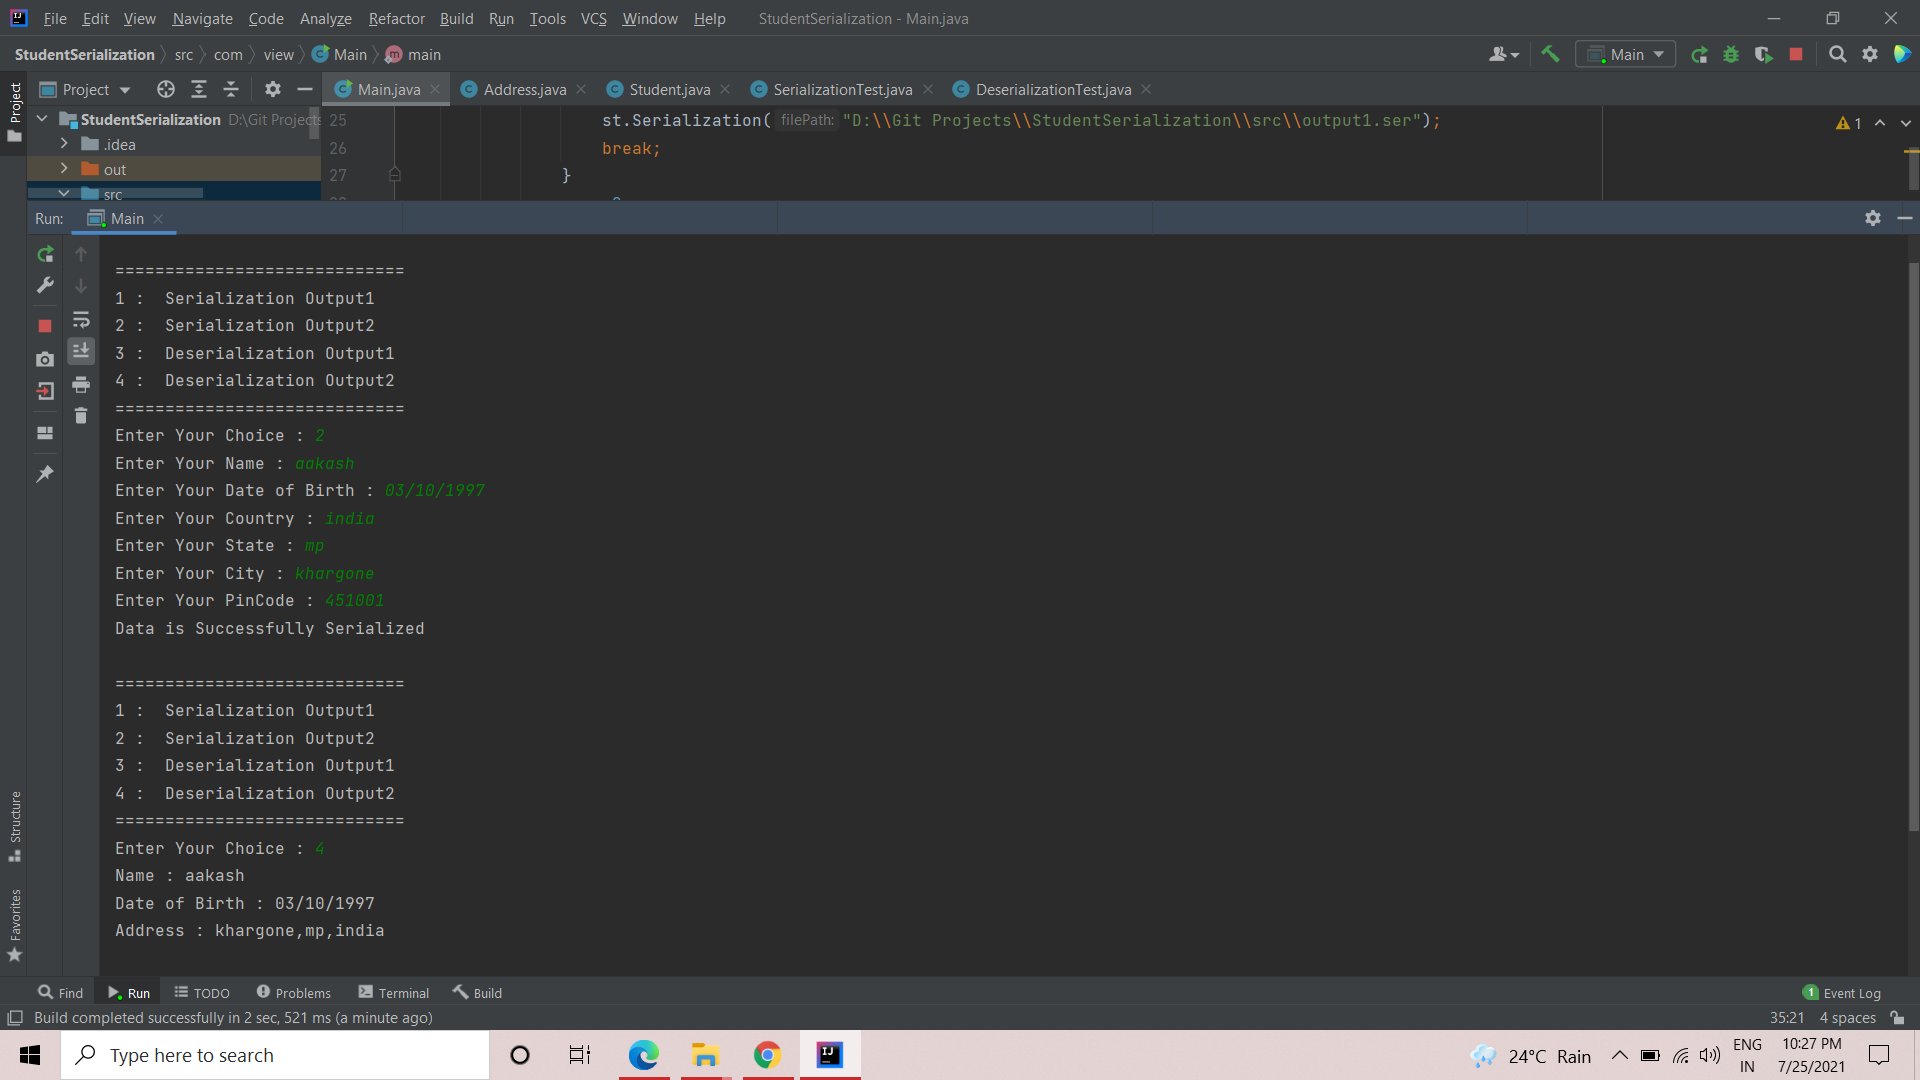 File Edit View Navigate Code Analyze Refactor Build Run Tools VCS Window Help StudentSerialization - Main.java
StudentSerialization src com view Main main Main
Project Main.java Address.java Student.java SerializationTest.java DeserializationTest.java
Project
StudentSerialization D:\Git Projects
.idea
out
src
25 st.Serialization( filePath: "D:\\Git Projects\\StudentSerialization\\src\\output1.ser");
26 break;
27 }
1
Run: Main
=============================
1 :  Serialization Output1
2 :  Serialization Output2
3 :  Deserialization Output1
4 :  Deserialization Output2
=============================
Enter Your Choice : 2
Enter Your Name : aakash
Enter Your Date of Birth : 03/10/1997
Enter Your Country : india
Enter Your State : mp
Enter Your City : khargone
Enter Your PinCode : 451001
Data is Successfully Serialized
=============================
1 :  Serialization Output1
2 :  Serialization Output2
3 :  Deserialization Output1
4 :  Deserialization Output2
=============================
Enter Your Choice : 4
Name : aakash
Date of Birth : 03/10/1997
Address : khargone,mp,india
Structure
Favorites
Find Run TODO Problems Terminal Build 1 Event Log
Build completed successfully in 2 sec, 521 ms (a minute ago) 35:21 4 spaces
Type here to search
24°C Rain
ENG
IN
10:27 PM
7/25/2021